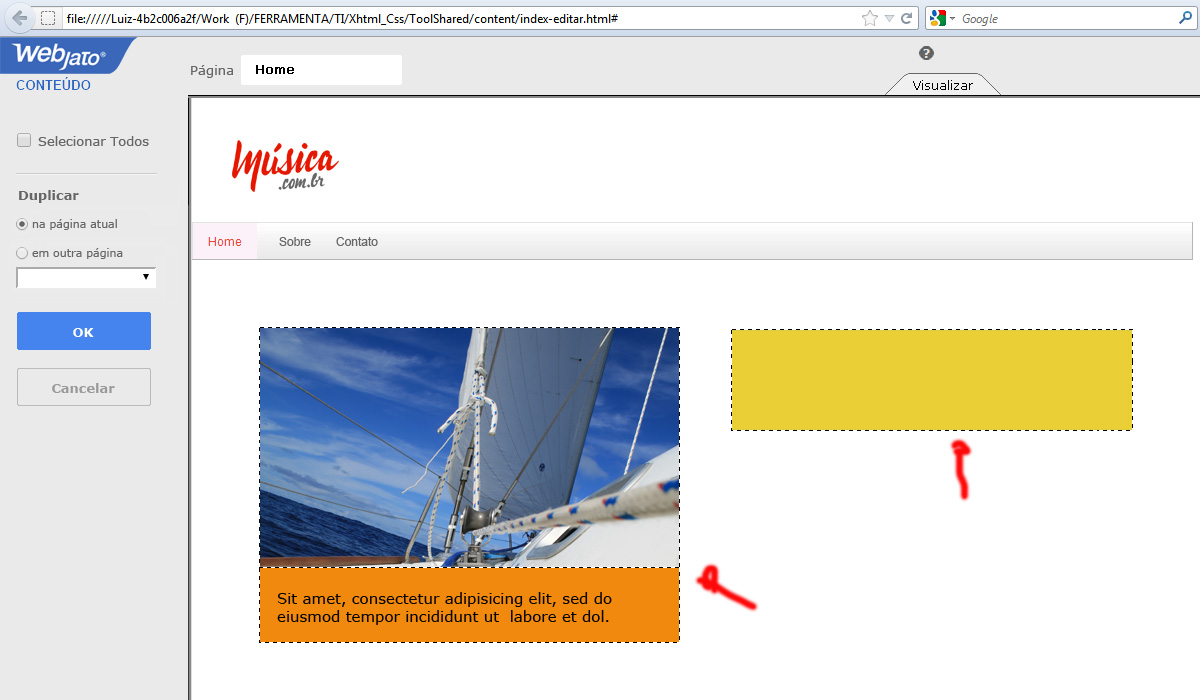 file://///Luiz-4b2c006a2f/Work (F)/FERRAMENTA/TI/Xhtml_Css/ToolShared/content/index-editar.html#
Google
WebJato®
?
Página
Home
CONTEÚDO
Visualizar
Selecionar Todos
Música
.com.br
Duplicar
na página atual
Home
Sobre
Contato
em outra página
OK
Cancelar
Sit amet, consectetur adipisicing elit, sed do
eiusmod tempor incididunt ut labore et dol.